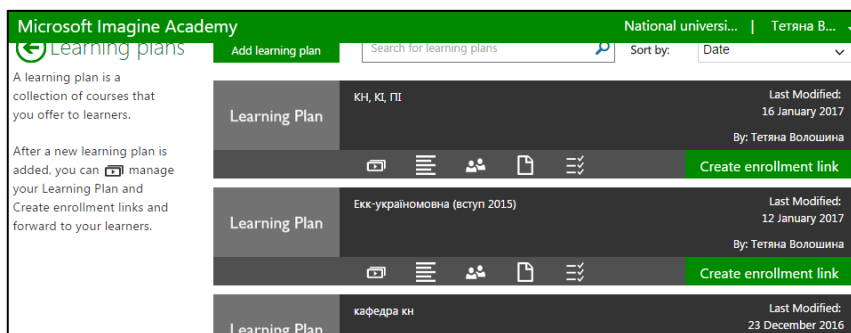 Microsoft Imagine Academy
National universi... | Тетяна В...
Learning plans
Add learning plan
Search for learning plans
Sort by: Date
A learning plan is a
collection of courses that
you offer to learners.
After a new learning plan is
added, you can manage
your Learning Plan and
Create enrollment links and
forward to your learners.
Learning Plan
КН, КІ, ПІ
Last Modified:
16 January 2017
By: Тетяна Волошина
Create enrollment link
Learning Plan
Екк-україномовна (вступ 2015)
Last Modified:
12 January 2017
By: Тетяна Волошина
Create enrollment link
Learning Plan
кафедра кн
Last Modified:
23 December 2016